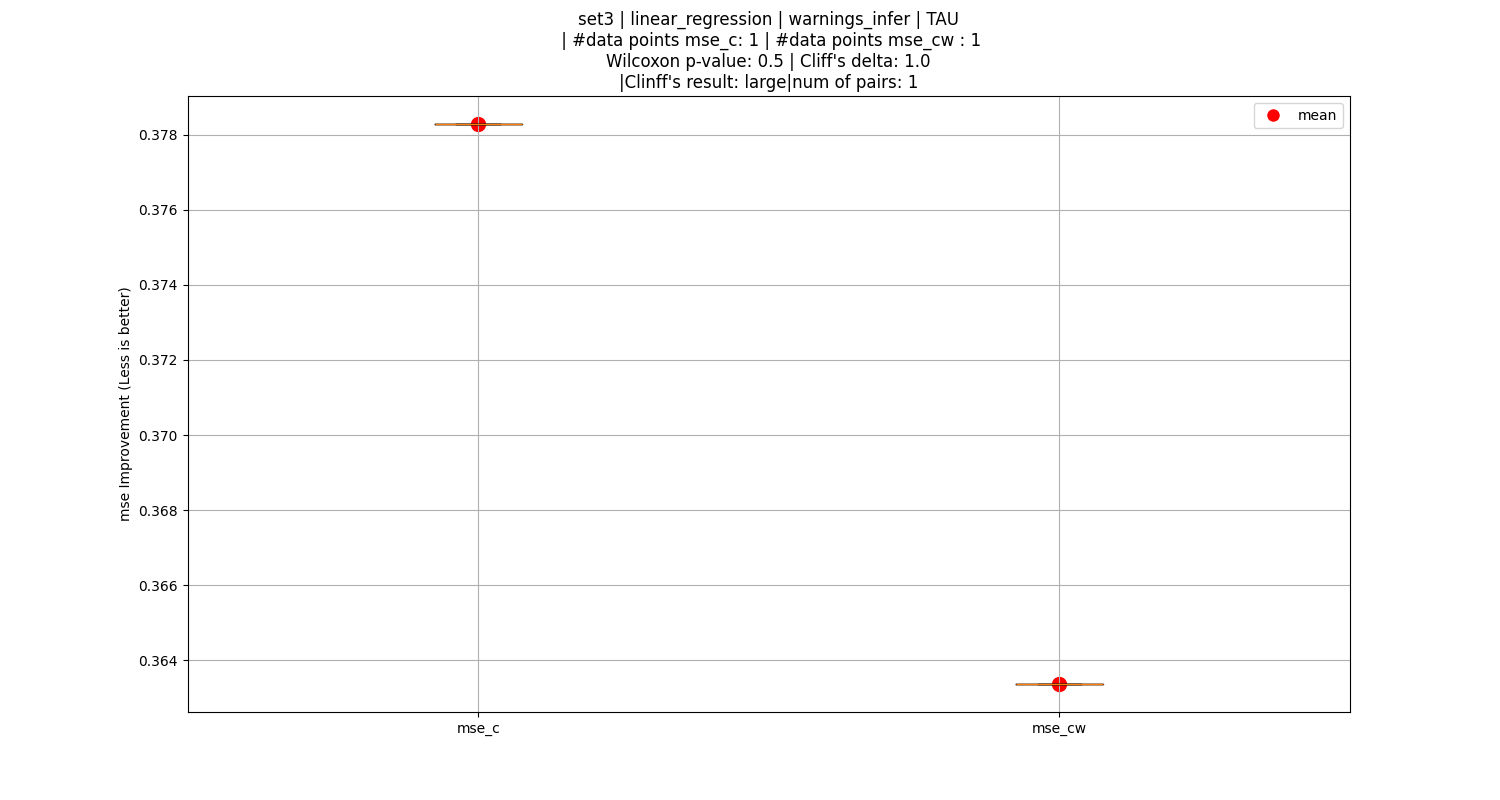 set3 | linear_regression | warnings_infer | TAU
| #data points mse_c: 1 | #data points mse_cw : 1
Wilcoxon p-value: 0.5 | Cliff's delta: 1.0
|Clinff's result: large|num of pairs: 1
mean
0.378
0.376
0.374
0.372
0.370
0.368
0.366
0.364
mse Improvement (Less is better)
mse_c
mse_cw